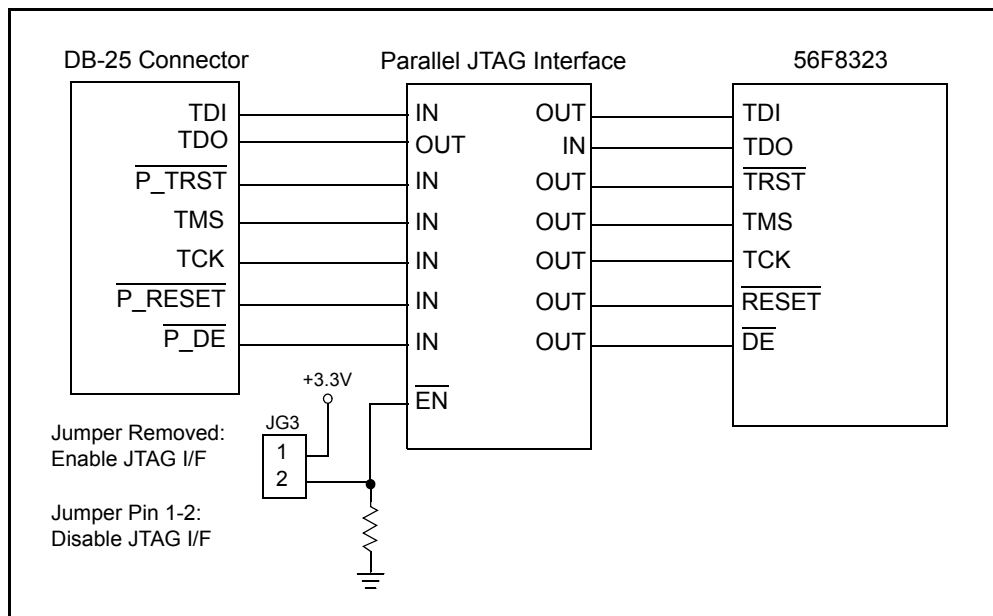 DB-25 Connector
Parallel JTAG Interface
56F8323
TDI
IN
OUT
TDI
TDO
OUT
IN
TDO
P_TRST
IN
OUT
TRST
TMS
IN
OUT
TMS
TCK
IN
OUT
TCK
P_RESET
IN
OUT
RESET
P_DE
IN
OUT
DE
+3.3V
EN
JG3
1
2
Jumper Removed:
Enable JTAG I/F
Jumper Pin 1-2:
Disable JTAG I/F